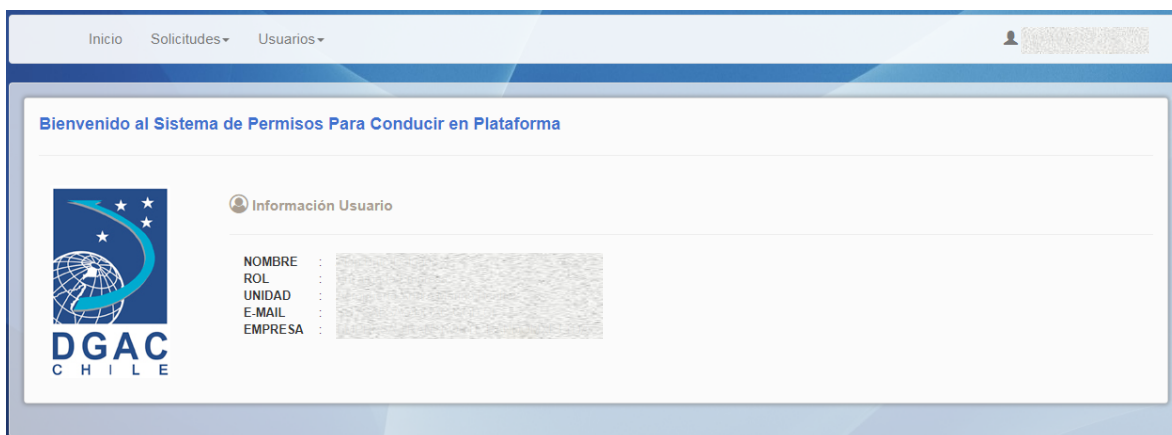 Inicio Solicitudes Usuarios
Bienvenido al Sistema de Permisos Para Conducir en Plataforma
Información Usuario
NOMBRE :
ROL :
UNIDAD :
E-MAIL :
EMPRESA :
DGAC
CHILE